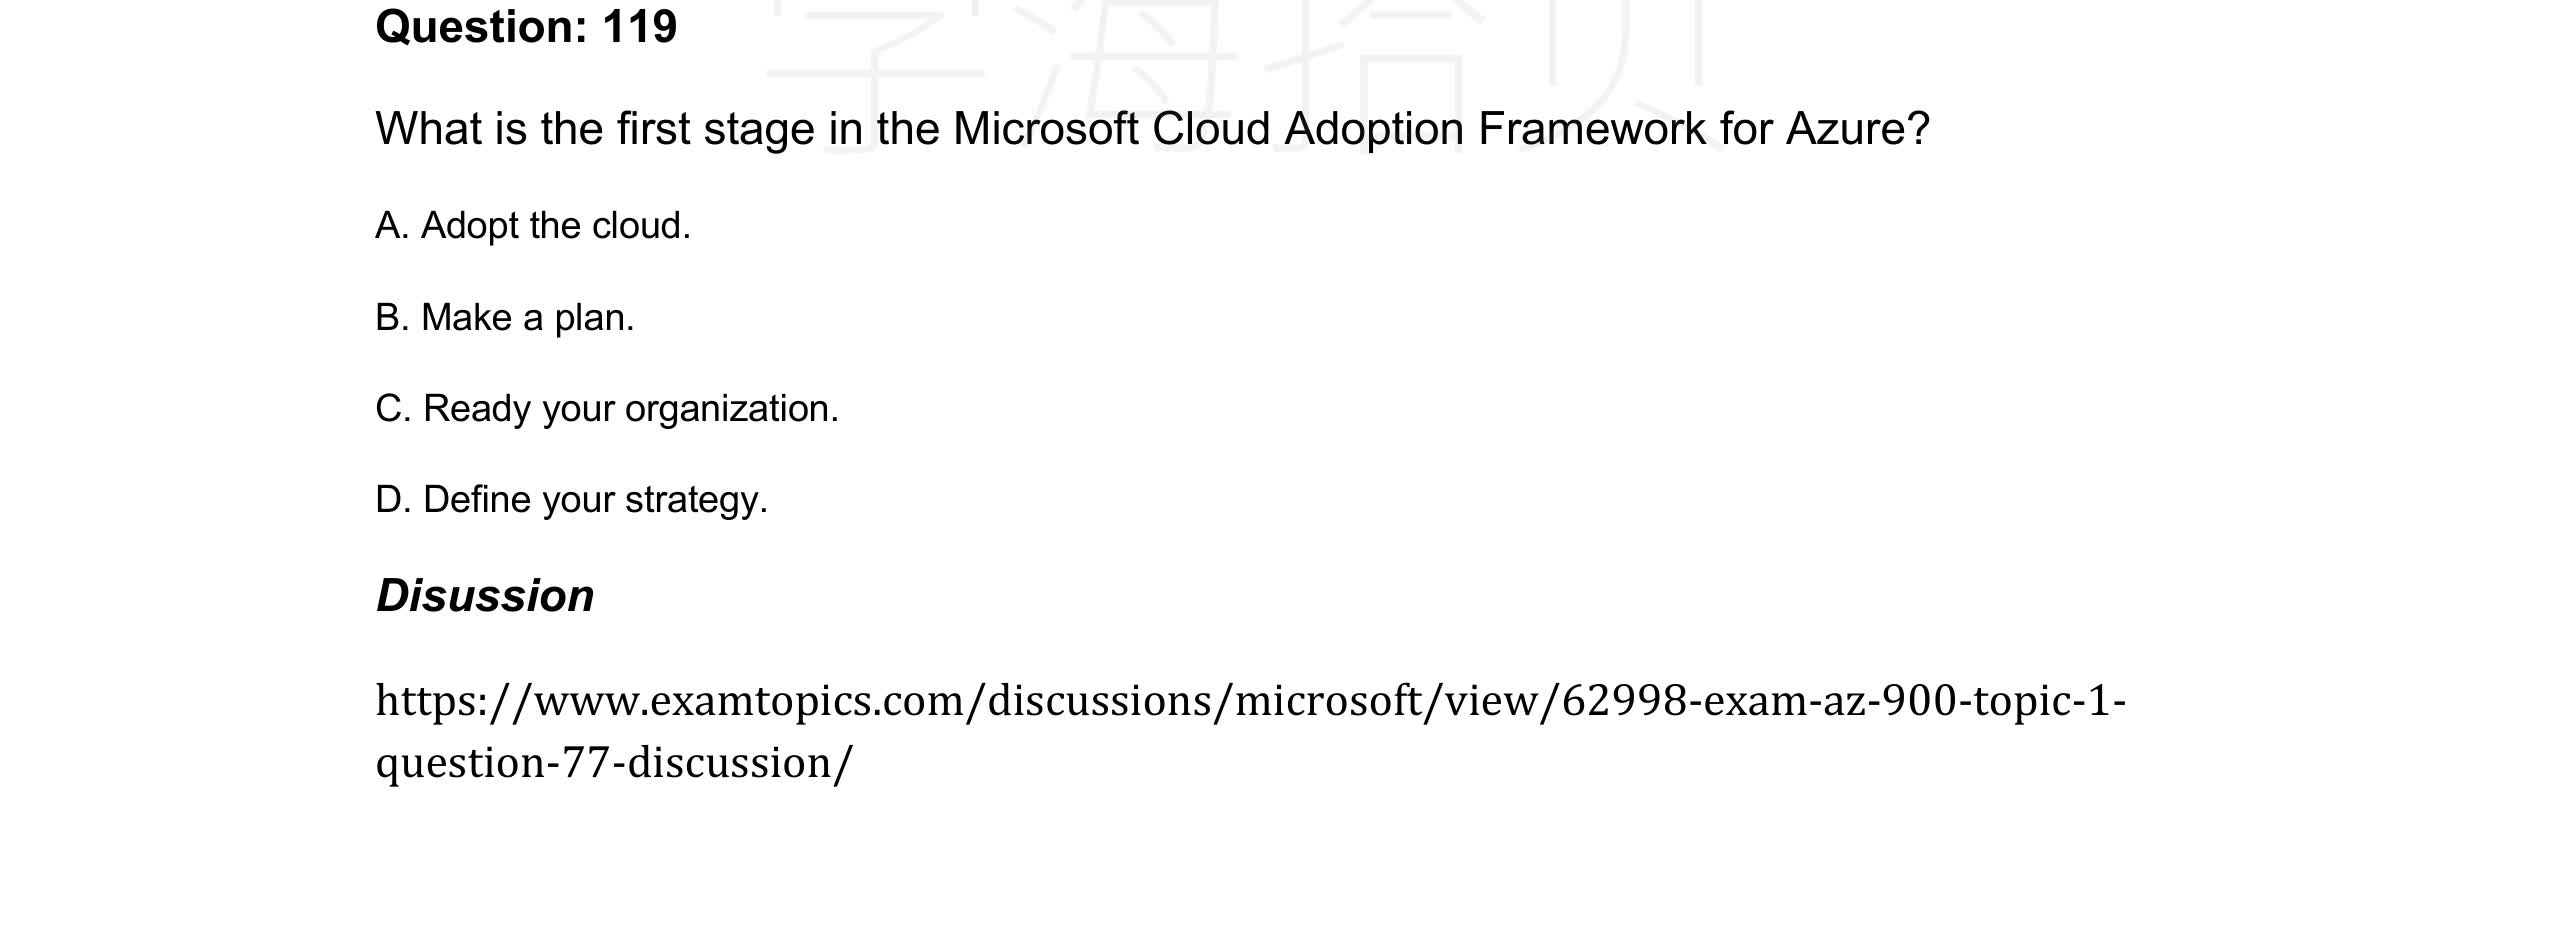 Question: 119
What is the first stage in the Microsoft Cloud Adoption Framework for Azure?
A. Adopt the cloud.
B. Make a plan.
C. Ready your organization.
D. Define your strategy.
Disussion
https://www.examtopics.com/discussions/microsoft/view/62998-exam-az-900-topic-1-
question-77-discussion/